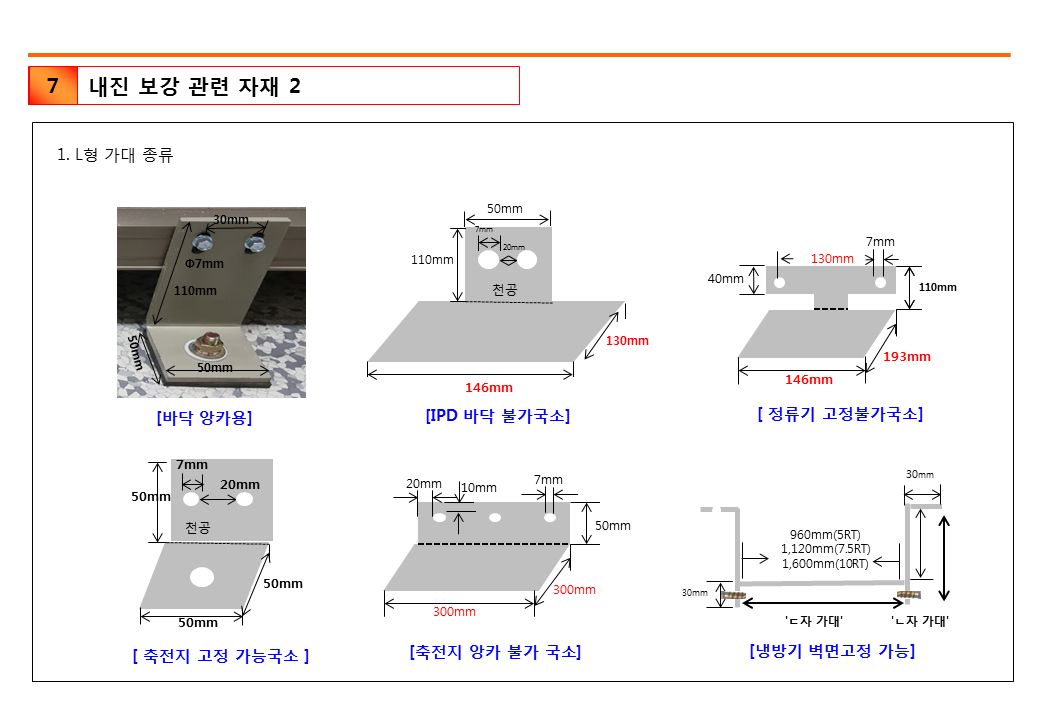 7
내진 보강 관련 자재 2
1. L형 가대 종류
30mm
Φ7mm
110mm
50mm
50mm
[바닥 앙카용]
50mm
7mm
20mm
110mm
천공
130mm
146mm
[IPD 바닥 불가국소]
7mm
130mm
40mm
110mm
193mm
146mm
[ 정류기 고정불가국소]
7mm
20mm
50mm
천공
50mm
50mm
[ 축전지 고정 가능국소 ]
20mm
10mm
7mm
50mm
300mm
300mm
[축전지 앙카 불가 국소]
30mm
960mm(5RT)
1,120mm(7.5RT)
1,600mm(10RT)
30mm
'ㄷ자 가대'
'ㄴ자 가대'
[냉방기 벽면고정 가능]